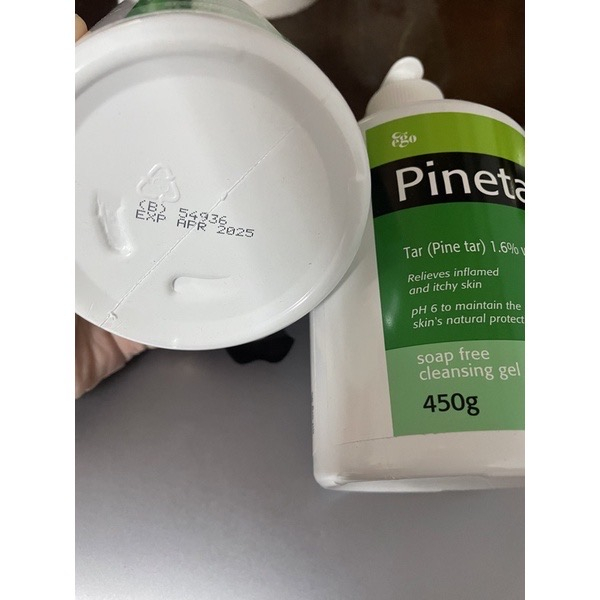 (B) 54936
EXP APR 2025
ego
Pineta
Tar (Pine tar) 1.6%
Relieves inflamed
and itchy skin
pH 6 to maintain the
skin's natural protect
soap free
cleansing gel
450g